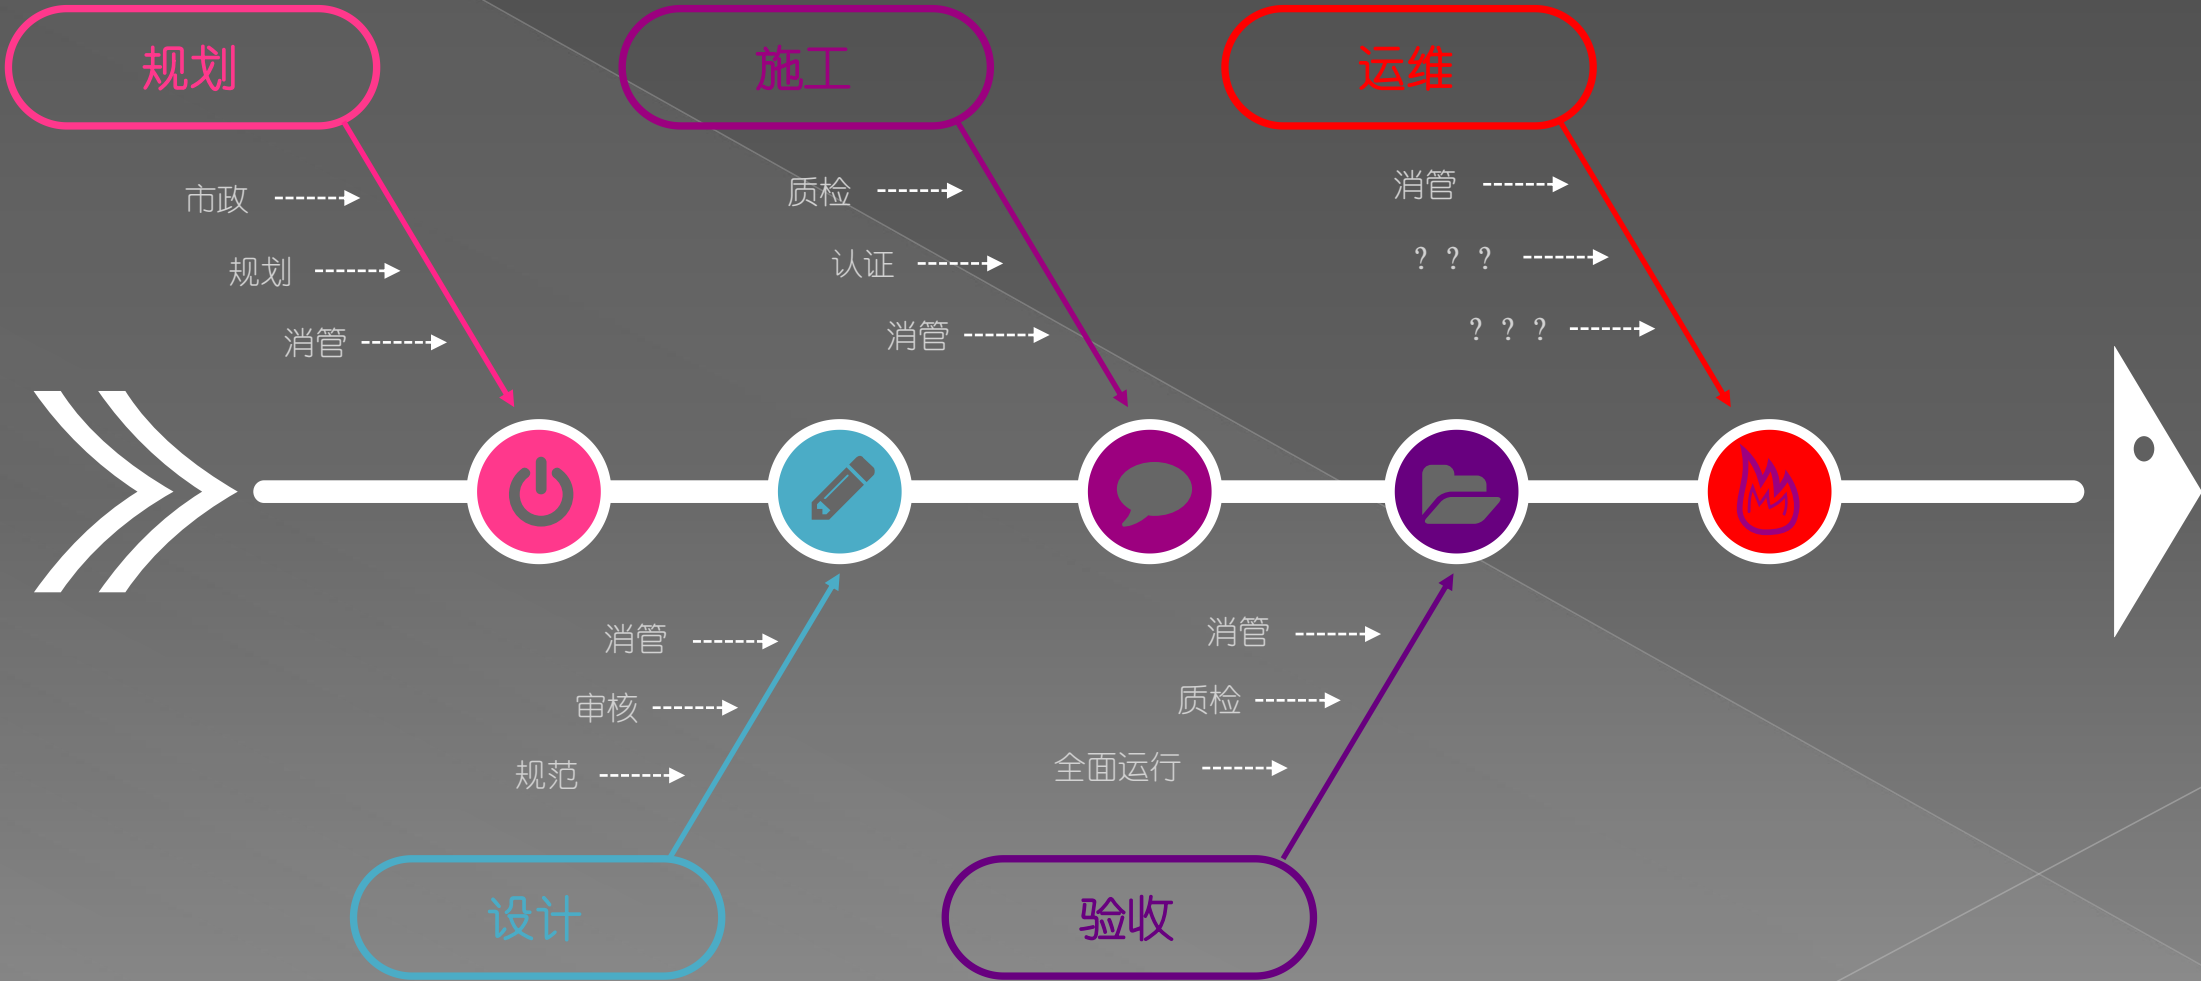 规划
施工
运维
市政
规划
消管
质检
认证
消管
消管
？？？
？？？
消管
审核
规范
消管
质检
全面运行
设计
验收